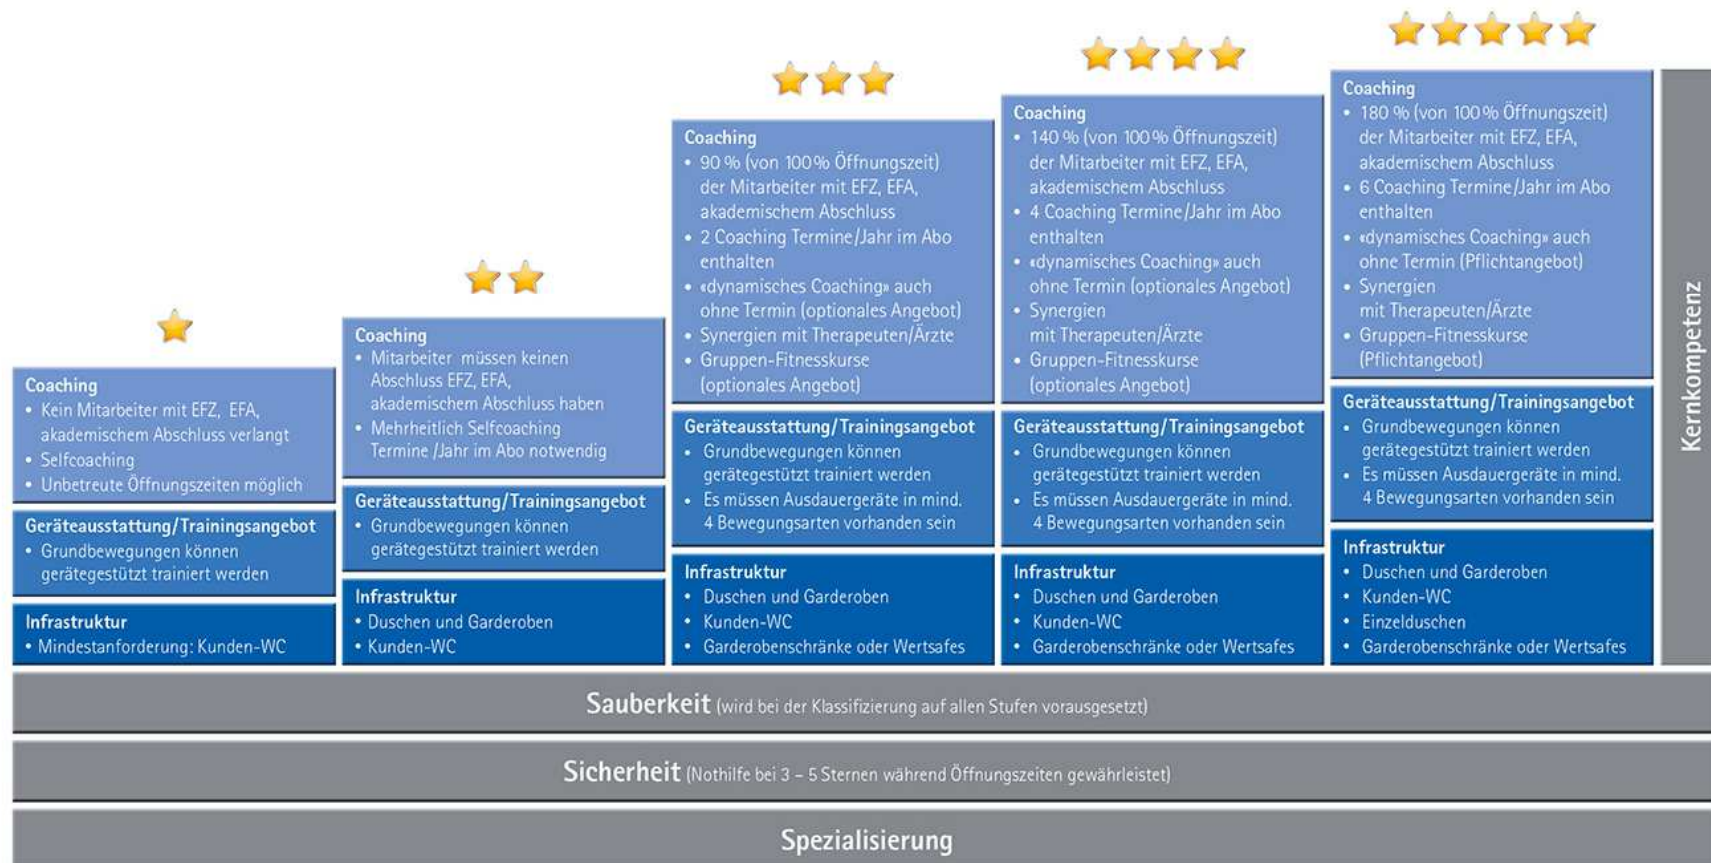 Coaching
• Kein Mitarbeiter mit EFZ, EFA,
akademischem Abschluss verlangt
• Selfcoaching
• Unbetreute Öffnungszeiten möglich
Geräteausstattung/Trainingsangebot
• Grundbewegungen können
gerätegestützt trainiert werden
Infrastruktur
• Mindestanforderung: Kunden-WC
Coaching
• Mitarbeiter müssen keinen
Abschluss EFZ, EFA,
akademischem Abschluss haben
• Mehrheitlich Selfcoaching
Termine /Jahr im Abo notwendig
Geräteausstattung/Trainingsangebot
• Grundbewegungen können
gerätegestützt trainiert werden
Infrastruktur
• Duschen und Garderoben
• Kunden-WC
Coaching
• 90 % (von 100% Öffnungszeit)
der Mitarbeiter mit EFZ, EFA,
akademischem Abschluss
• 2 Coaching Termine/Jahr im Abo
enthalten
• «dynamisches Coaching» auch
ohne Termin (optionales Angebot)
• Synergien mit Therapeuten/Ärzte
• Gruppen-Fitnesskurse
(optionales Angebot)
Geräteausstattung/Trainingsangebot
• Grundbewegungen können
gerätegestützt trainiert werden
• Es müssen Ausdauergeräte in mind.
4 Bewegungsarten vorhanden sein
Infrastruktur
• Duschen und Garderoben
• Kunden-WC
• Garderobenschränke oder Wertsafes
Coaching
• 140 % (von 100% Öffnungszeit)
der Mitarbeiter mit EFZ, EFA,
akademischem Abschluss
• 4 Coaching Termine/Jahr im Abo
enthalten
• «dynamisches Coaching» auch
ohne Termin (optionales Angebot)
• Synergien
mit Therapeuten/Ärzte
• Gruppen-Fitnesskurse
(optionales Angebot)
Geräteausstattung/Trainingsangebot
• Grundbewegungen können
gerätegestützt trainiert werden
• Es müssen Ausdauergeräte in mind.
4 Bewegungsarten vorhanden sein
Infrastruktur
• Duschen und Garderoben
• Kunden-WC
• Garderobenschränke oder Wertsafes
Coaching
• 180 % (von 100% Öffnungszeit)
der Mitarbeiter mit EFZ, EFA,
akademischem Abschluss
• 6 Coaching Termine/Jahr im Abo
enthalten
• «dynamisches Coaching» auch
ohne Termin (Pflichtangebot)
• Synergien
mit Therapeuten/Ärzte
• Gruppen-Fitnesskurse
(Pflichtangebot)
Geräteausstattung/Trainingsangebot
• Grundbewegungen können
gerätegestützt trainiert werden
• Es müssen Ausdauergeräte in mind.
4 Bewegungsarten vorhanden sein
Infrastruktur
• Duschen und Garderoben
• Kunden-WC
• Einzelduschen
• Garderobenschränke oder Wertsafes
Kernkompetenz
Sauberkeit (wird bei der Klassifizierung auf allen Stufen vorausgesetzt)
Sicherheit (Nothilfe bei 3 – 5 Sternen während Öffnungszeiten gewährleistet)
Spezialisierung